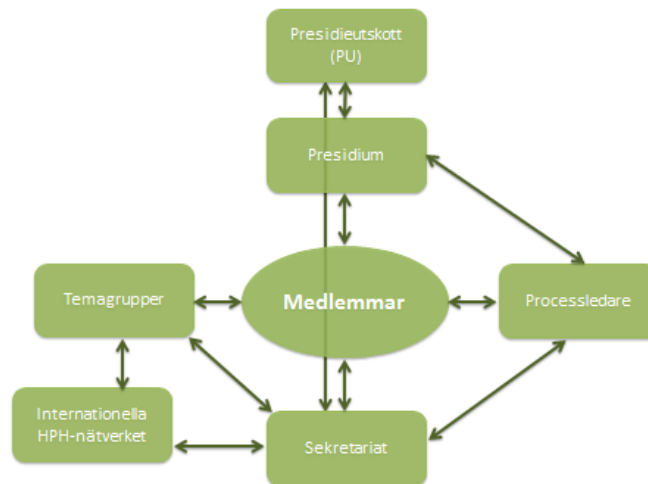 Presidieutskott
(PU)
Presidium
Medlemmar
Temagrupper
Processledare
Internationella
HPH-nätverket
Sekretariat